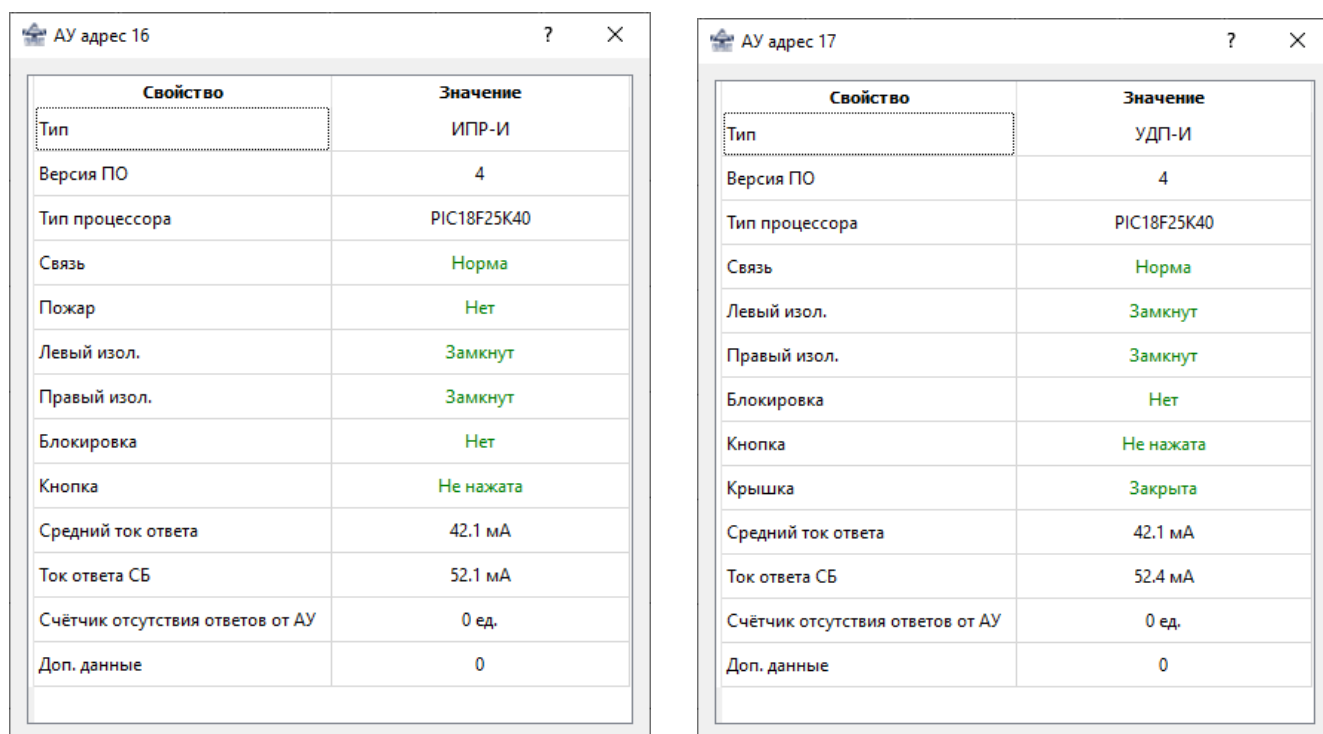 АУ адрес 16 ?
Свойство Значение
Тип ИПР-И
Версия ПО 4
Тип процессора PIC18F25K40
Связь Норма
Пожар Нет
Левый изол. Замкнут
Правый изол. Замкнут
Блокировка Нет
Кнопка Не нажата
Средний ток ответа 42.1 мА
Ток ответа СБ 52.1 мА
Счётчик отсутствия ответов от АУ 0 ед.
Доп. данные 0
АУ адрес 17 ?
Свойство Значение
Тип УДП-И
Версия ПО 4
Тип процессора PIC18F25K40
Связь Норма
Левый изол. Замкнут
Правый изол. Замкнут
Блокировка Нет
Кнопка Не нажата
Крышка Закрыта
Средний ток ответа 42.1 мА
Ток ответа СБ 52.4 мА
Счётчик отсутствия ответов от АУ 0 ед.
Доп. данные 0